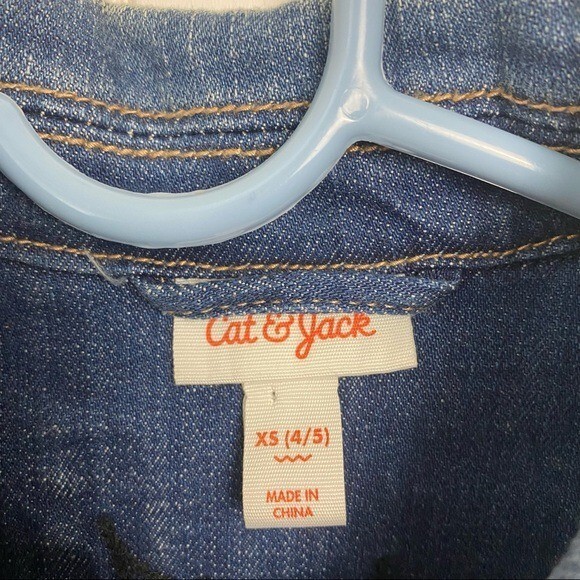 Cat & Jack
XS (4/5)
MADE IN
CHINA